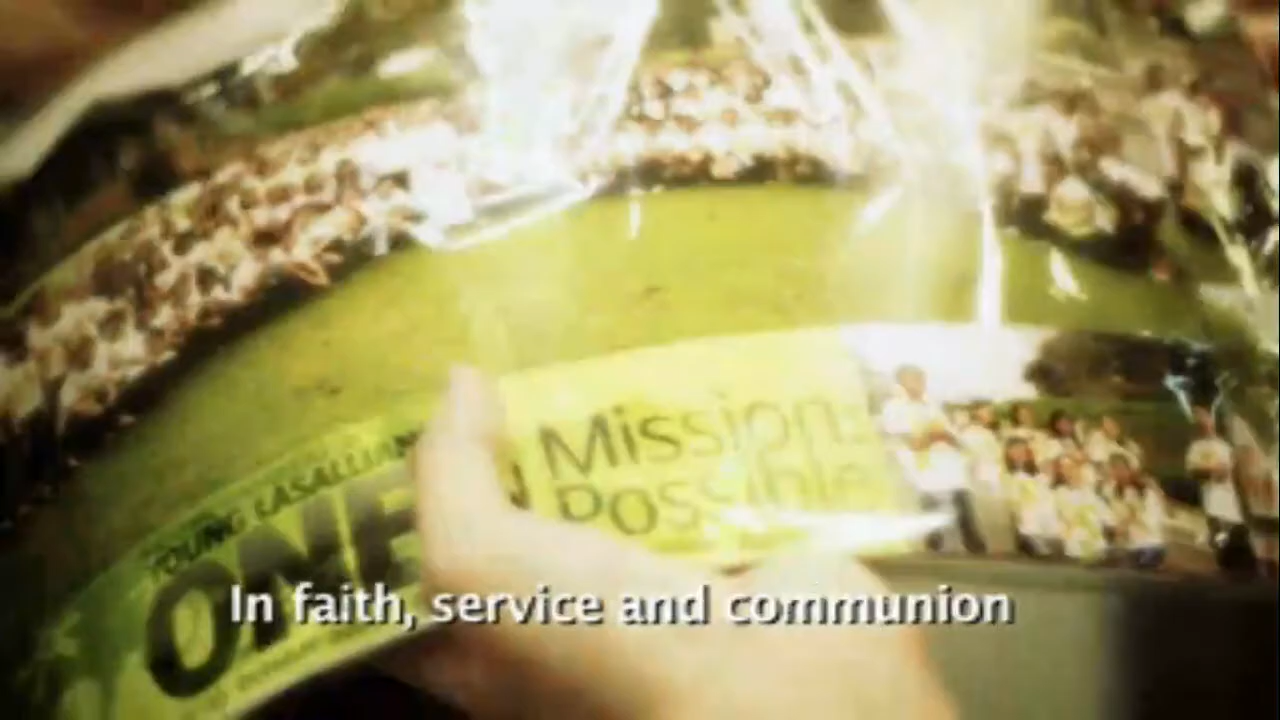 YOUNG LASALLIAN
ONE
Mission:
Possible
In faith, service and communion